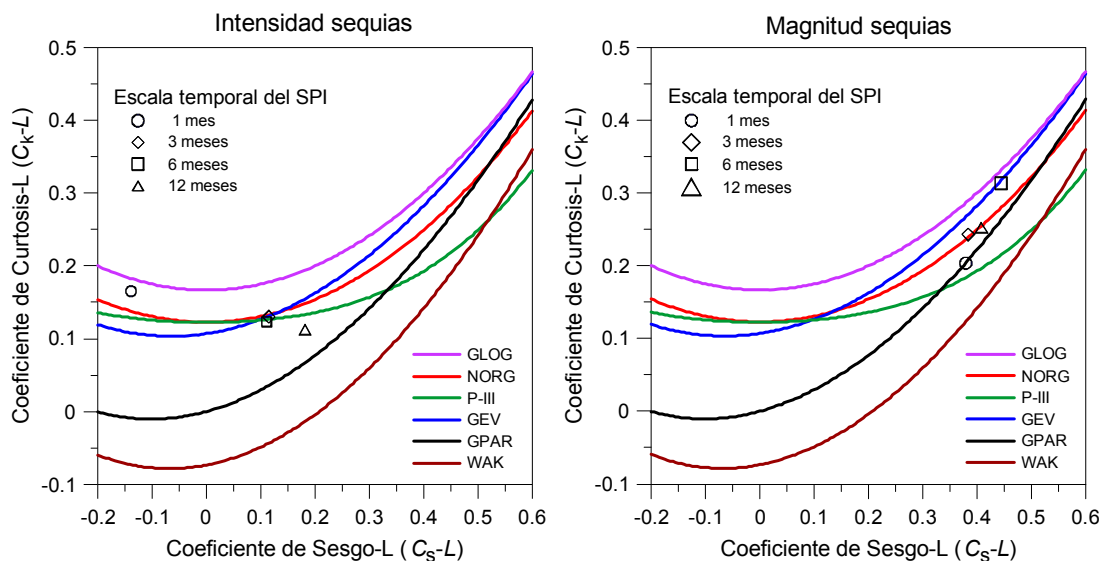 Intensidad sequias
0.5
0.4
0.3
0.2
0.1
0
-0.1
Coeficiente de Curtosis-L (Ck-L)
Escala temporal del SPI
1 mes
3 meses
6 meses
12 meses
GLOG
NORG
P-III
GEV
GPAR
WAK
-0.2 -0.1 0 0.1 0.2 0.3 0.4 0.5 0.6
Coeficiente de Sesgo-L (Cs-L)
Magnitud sequias
0.5
0.4
0.3
0.2
0.1
0
-0.1
Coeficiente de Curtosis-L (Ck-L)
Escala temporal del SPI
1 mes
3 meses
6 meses
12 meses
GLOG
NORG
P-III
GEV
GPAR
WAK
-0.2 -0.1 0 0.1 0.2 0.3 0.4 0.5 0.6
Coeficiente de Sesgo-L (Cs-L)